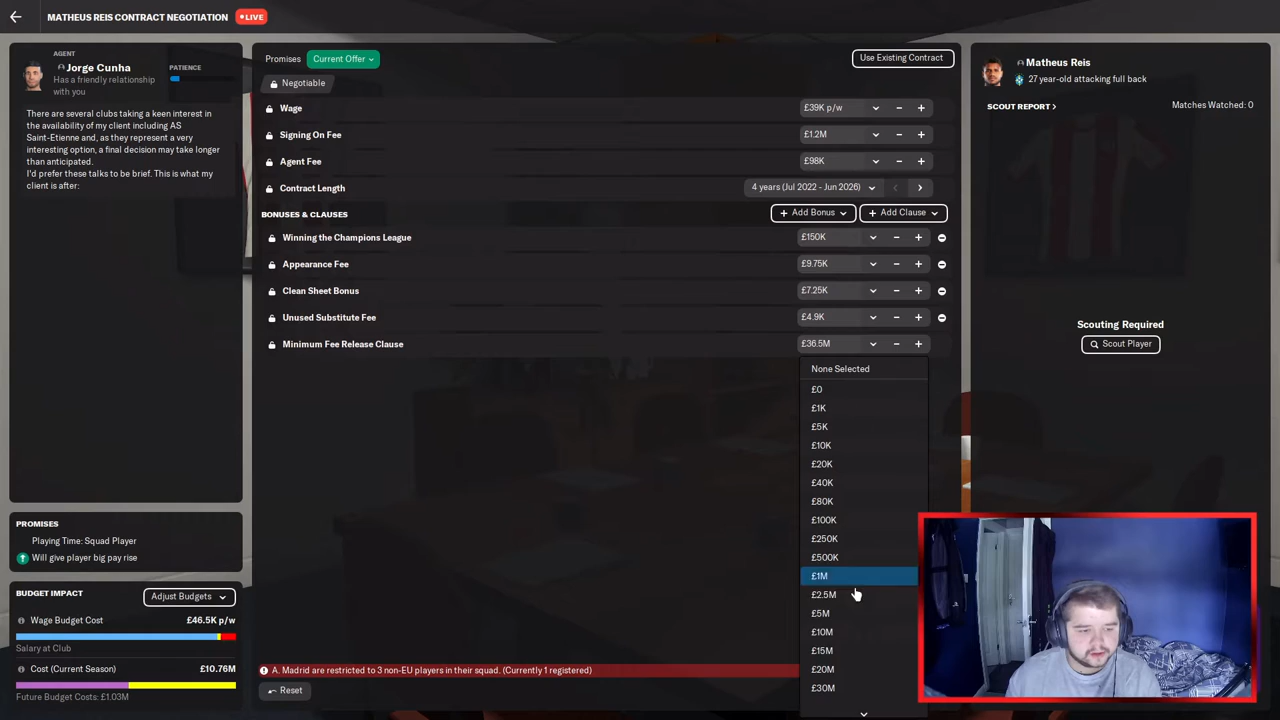 MATHEUS REIS CONTRACT NEGOTIATION LIVE
AGENT
Jorge Cunha
Has a friendly relationship
with you
PATIENCE
There are several clubs taking a keen interest
in the availability of my client including AS
Saint-Etienne and, as they represent a very
interesting option, a final decision may take longer
than anticipated.
I'd prefer these talks to be brief. This is what my
client is after:
PROMISES
Playing Time: Squad Player
Will give player big pay rise
BUDGET IMPACT
Adjust Budgets
Wage Budget Cost £46.5K p/w
Salary at Club
Cost (Current Season) £10.76M
Future Budget Costs: £1.03M
Promises Current Offer
Use Existing Contract
Negotiable
Wage £39K p/w
Signing On Fee £1.2M
Agent Fee £98K
Contract Length 4 years (Jul 2022 - Jun 2026)
BONUSES & CLAUSES
Add Bonus
Add Clause
Winning the Champions League £150K
Appearance Fee £9.75K
Clean Sheet Bonus £7.25K
Unused Substitute Fee £4.9K
Minimum Fee Release Clause £36.5M
None Selected
£0
£1K
£5K
£10K
£20K
£40K
£80K
£100K
£250K
£500K
£1M
£2.5M
£5M
£10M
£15M
£20M
£30M
A. Madrid are restricted to 3 non-EU players in their squad. (Currently 1 registered)
Reset
Matheus Reis
27 year-old attacking full back
SCOUT REPORT >
Matches Watched: 0
Scouting Required
Scout Player